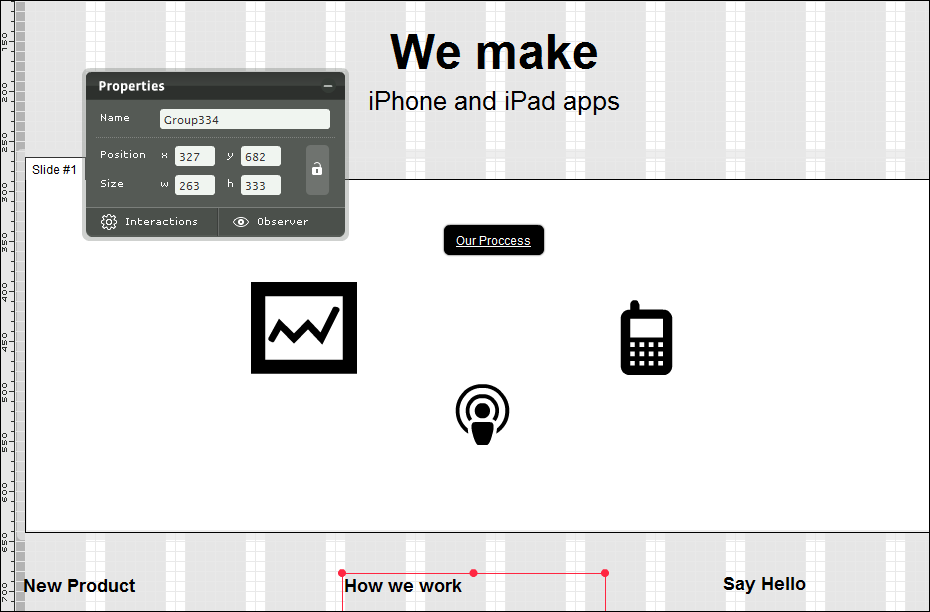 We make
iPhone and iPad apps
Properties
Name Group334
Position x 327 y 682
Size w 263 h 333
Interactions Observer
Slide #1
Our Proccess
New Product
How we work
Say Hello
150
200
250
300
350
400
450
500
550
600
650
700